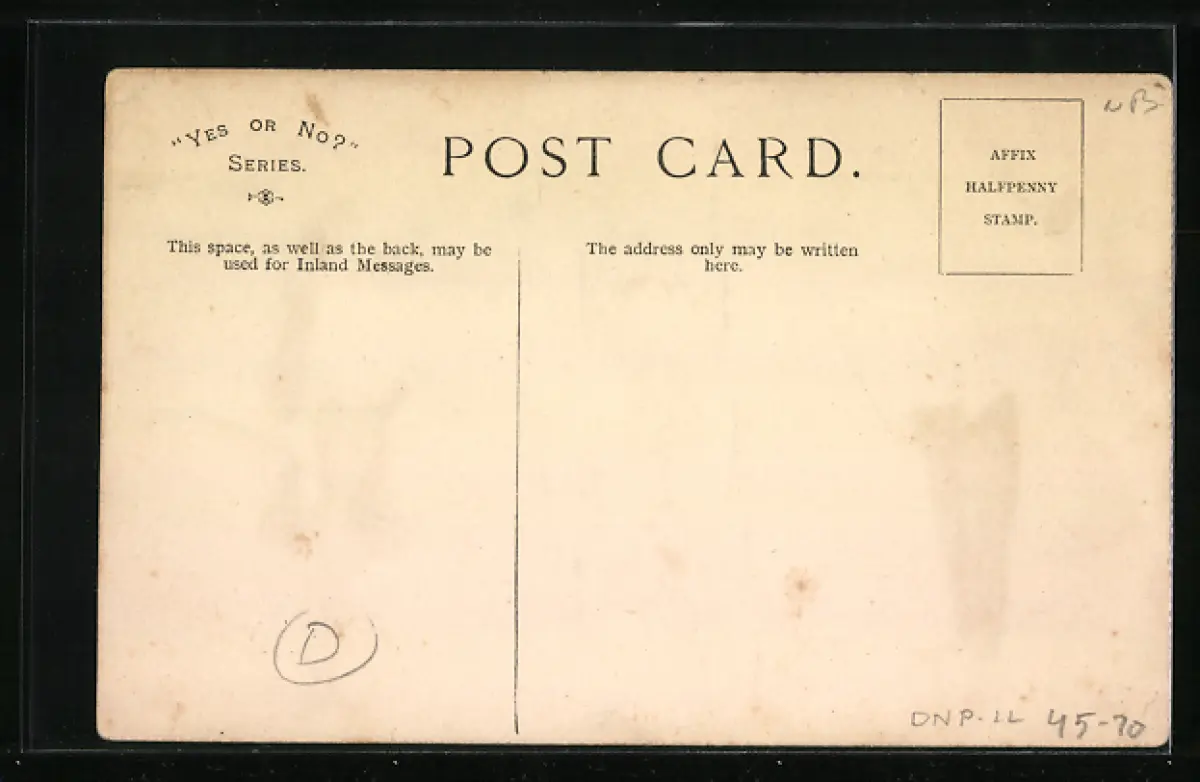 "YES OR NO?"
SERIES.
POST CARD.
AFFIX
HALFPENNY
STAMP.
This space, as well as the back, may be
used for Inland Messages.
The address only may be written
here.
D
DNP-1L 45-70